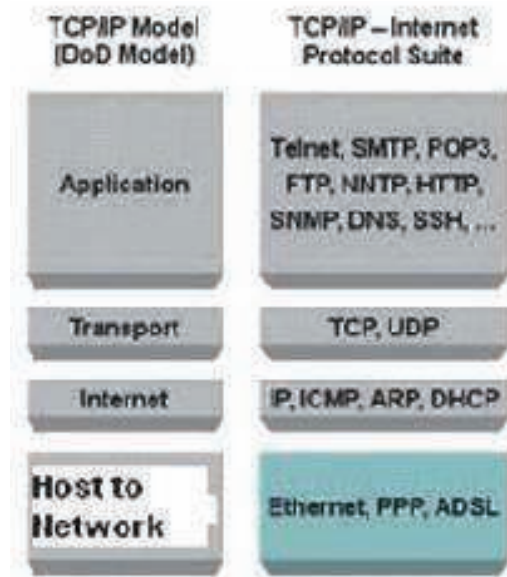 TCP/IP Model
(DoD Model)
TCP/IP – Internet
Protocol Suite
Application
Telnet, SMTP, POP3,
FTP, NNTP, HTTP,
SNMP, DNS, SSH, ...
Transport
TCP, UDP
Internet
IP, ICMP, ARP, DHCP
Host to
Network
Ethernet, PPP, ADSL